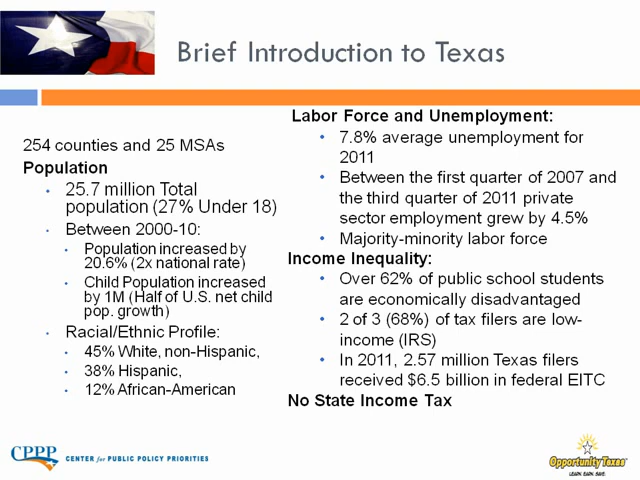 Brief Introduction to Texas
254 counties and 25 MSAs
Population
• 25.7 million Total
population (27% Under 18)
• Between 2000-10:
• Population increased by
20.6% (2x national rate)
• Child Population increased
by 1M (Half of U.S. net child
pop. growth)
• Racial/Ethnic Profile:
• 45% White, non-Hispanic,
• 38% Hispanic,
• 12% African-American
Labor Force and Unemployment:
• 7.8% average unemployment for
2011
• Between the first quarter of 2007 and
the third quarter of 2011 private
sector employment grew by 4.5%
• Majority-minority labor force
Income Inequality:
• Over 62% of public school students
are economically disadvantaged
• 2 of 3 (68%) of tax filers are low-
income (IRS)
• In 2011, 2.57 million Texas filers
received $6.5 billion in federal EITC
No State Income Tax
CPPP CENTER for PUBLIC POLICY PRIORITIES
Opportunity Texas
LEARN. EARN. SAVE.